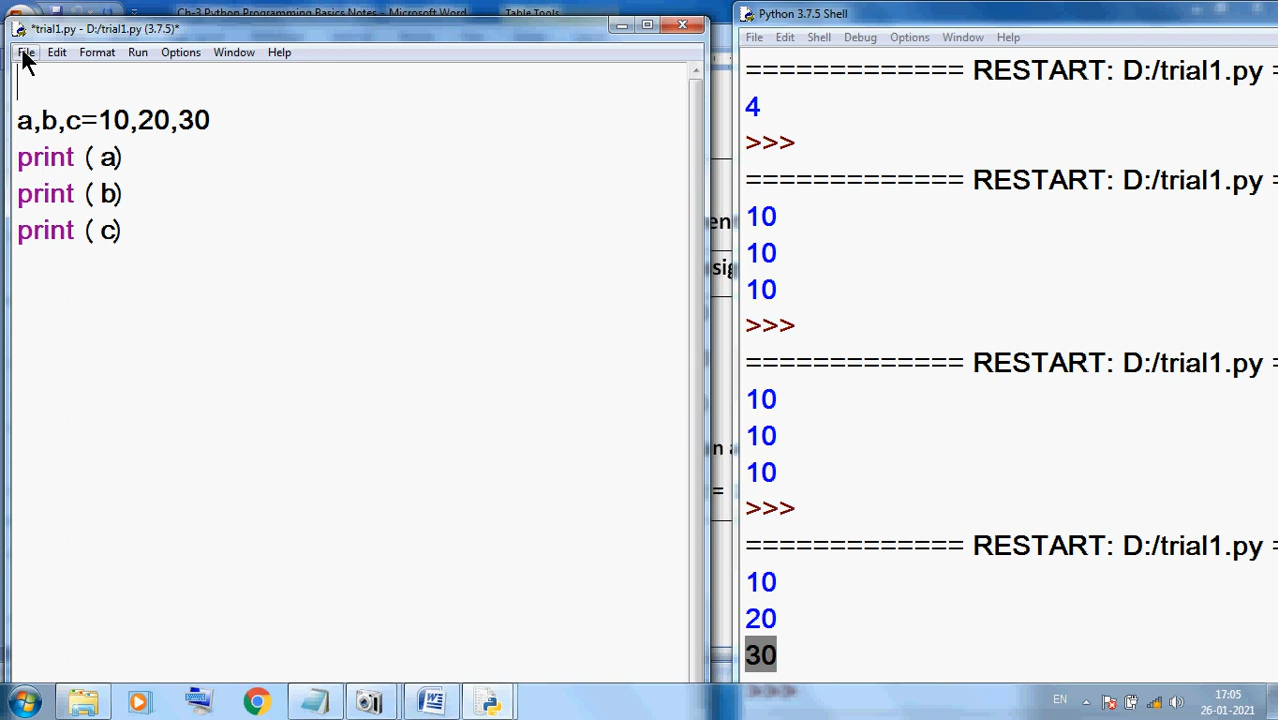 Ch-3 Python Programming Basics Notes - Microsoft Word
Table Tools
*trial1.py - D:/trial1.py (3.7.5)*
File Edit Format Run Options Window Help
a,b,c=10,20,30
print ( a)
print ( b)
print ( c)
en
sig
n a
=
Python 3.7.5 Shell
File Edit Shell Debug Options Window Help
============= RESTART: D:/trial1.py =
4
>>>
============= RESTART: D:/trial1.py =
10
10
10
>>>
============= RESTART: D:/trial1.py =
10
10
10
>>>
============= RESTART: D:/trial1.py =
10
20
30
>>>
EN
17:05
26-01-2021